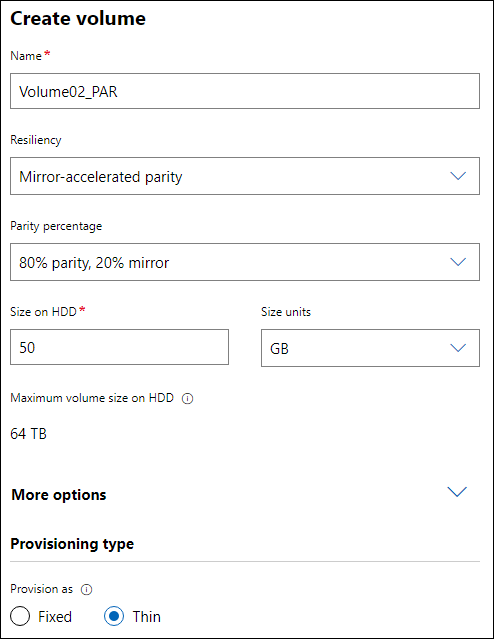 Create volume
Name*
Volume02_PAR
Resiliency
Mirror-accelerated parity
Parity percentage
80% parity, 20% mirror
Size on HDD* Size units
50 GB
Maximum volume size on HDD
64 TB
More options
Provisioning type
Provision as
Fixed Thin